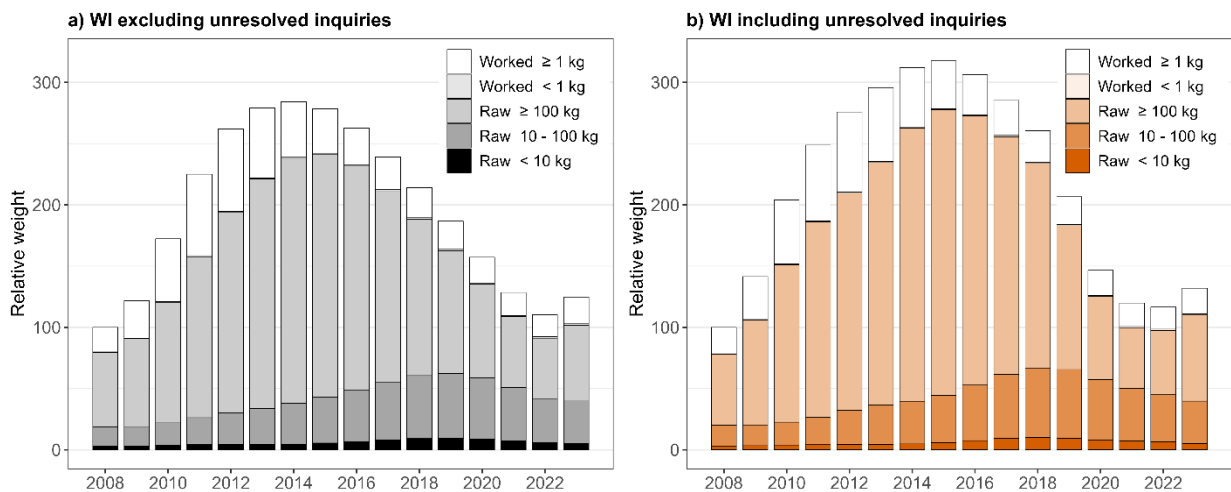 a) WI excluding unresolved inquiries
Worked ≥ 1 kg
Worked < 1 kg
Raw ≥ 100 kg
Raw 10 - 100 kg
Raw < 10 kg
Relative weight
300
200
100
0
2008 2010 2012 2014 2016 2018 2020 2022
b) WI including unresolved inquiries
Worked ≥ 1 kg
Worked < 1 kg
Raw ≥ 100 kg
Raw 10 - 100 kg
Raw < 10 kg
Relative weight
300
200
100
0
2008 2010 2012 2014 2016 2018 2020 2022